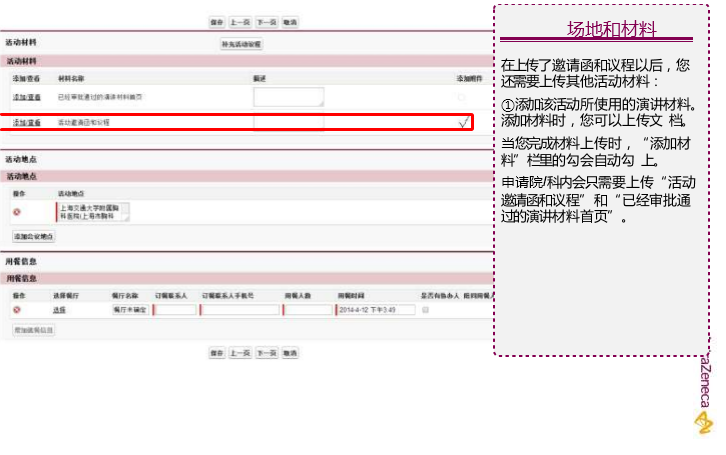 保存 上一页 下一页 取消
活动材料
补充活动议程
活动材料
添加/查看 材料名称 描述 添加附件
添加/查看 已经审批通过的演讲材料首页
添加/查看 活动邀请函和议程
活动地点
活动地点
操作 活动地点
上海交通大学附属胸
科医院(上海市胸科
添加会议地点
用餐信息
用餐信息
操作 选择餐厅 餐厅名称 订餐联系人 订餐联系人手机号 用餐人数 用餐时间 是否有协办人
选择 餐厅未确定 2014-4-12 下午3:43
增加用餐信息
保存 上一页 下一页 取消
场地和材料
在上传了邀请函和议程以后，您
还需要上传其他活动材料：
①添加该活动所使用的演讲材料。
添加材料时，您可以上传文 档。
当您完成材料上传时，“添加材
料”栏里的勾会自动勾 上。
申请院/科内会只需要上传“活动
邀请函和议程”和“已经审批通
过的演讲材料首页”。
aZeneca